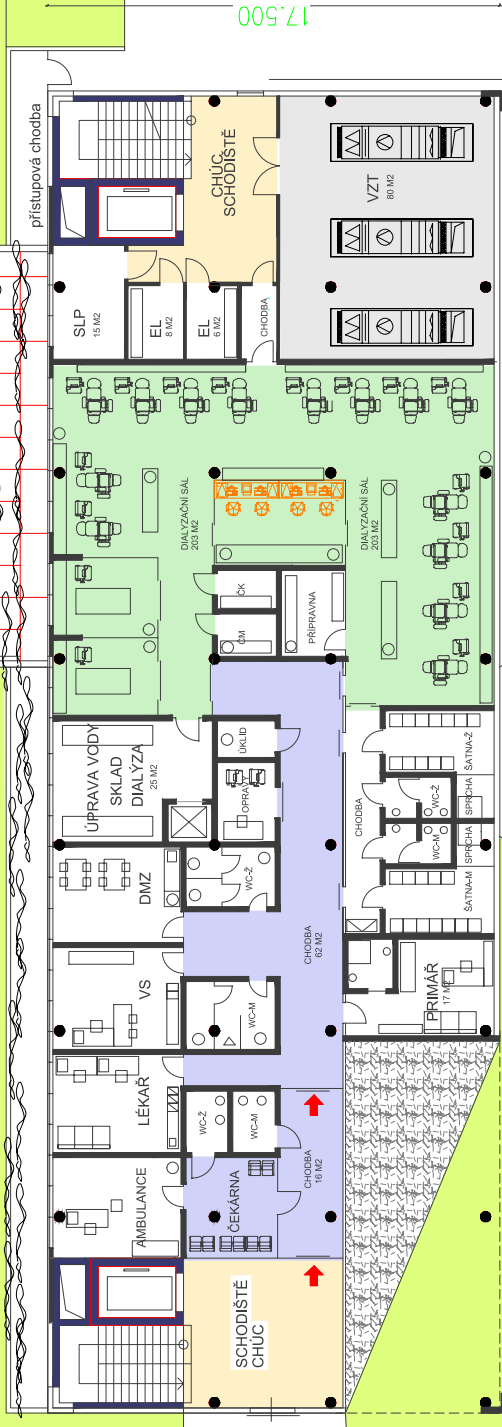 17.500
přístupová chodba
CHÚC
SCHODIŠTĚ
VZT
80 M2
SLP
15 M2
EL
8 M2
EL
6 M2
CHODBA
DIALYZAČNÍ SÁL
203 M2
DIALYZAČNÍ SÁL
203 M2
ČK
ČM
PŘÍPRAVNA
ÚPRAVA VODY
SKLAD
DIALÝZA
25 M2
ÚKLID
OPRAVY
CHODBA
ŠATNA-Ž
WC-Ž
SPRCHA
WC-M
SPRCHA
ŠATNA-M
DMZ
WC-Ž
CHODBA
62 M2
VS
WC-M
PRIMÁŘ
17 M2
LÉKAŘ
WC-Ž
WC-M
AMBULANCE
ČEKÁRNA
CHODBA
16 M2
SCHODIŠTĚ
CHÚC